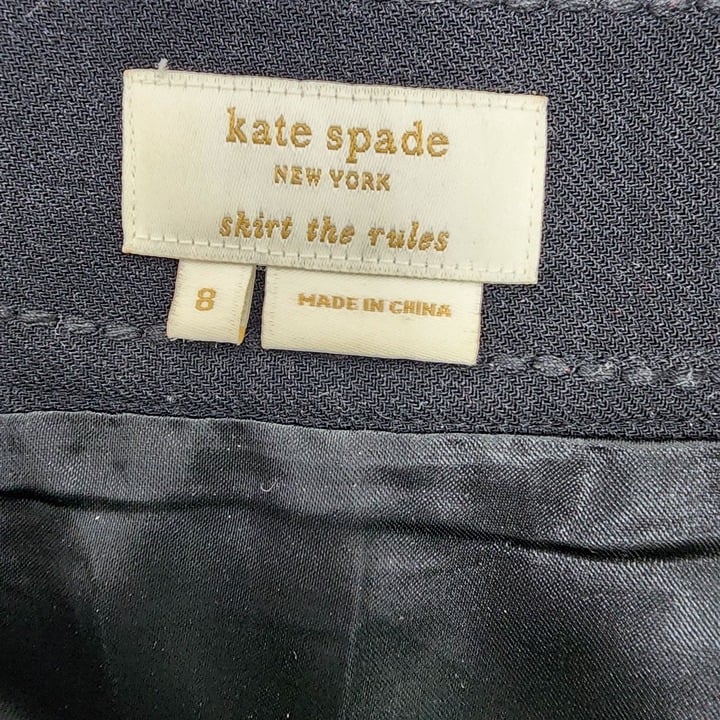 kate spade
NEW YORK
skirt the rules
8
MADE IN CHINA